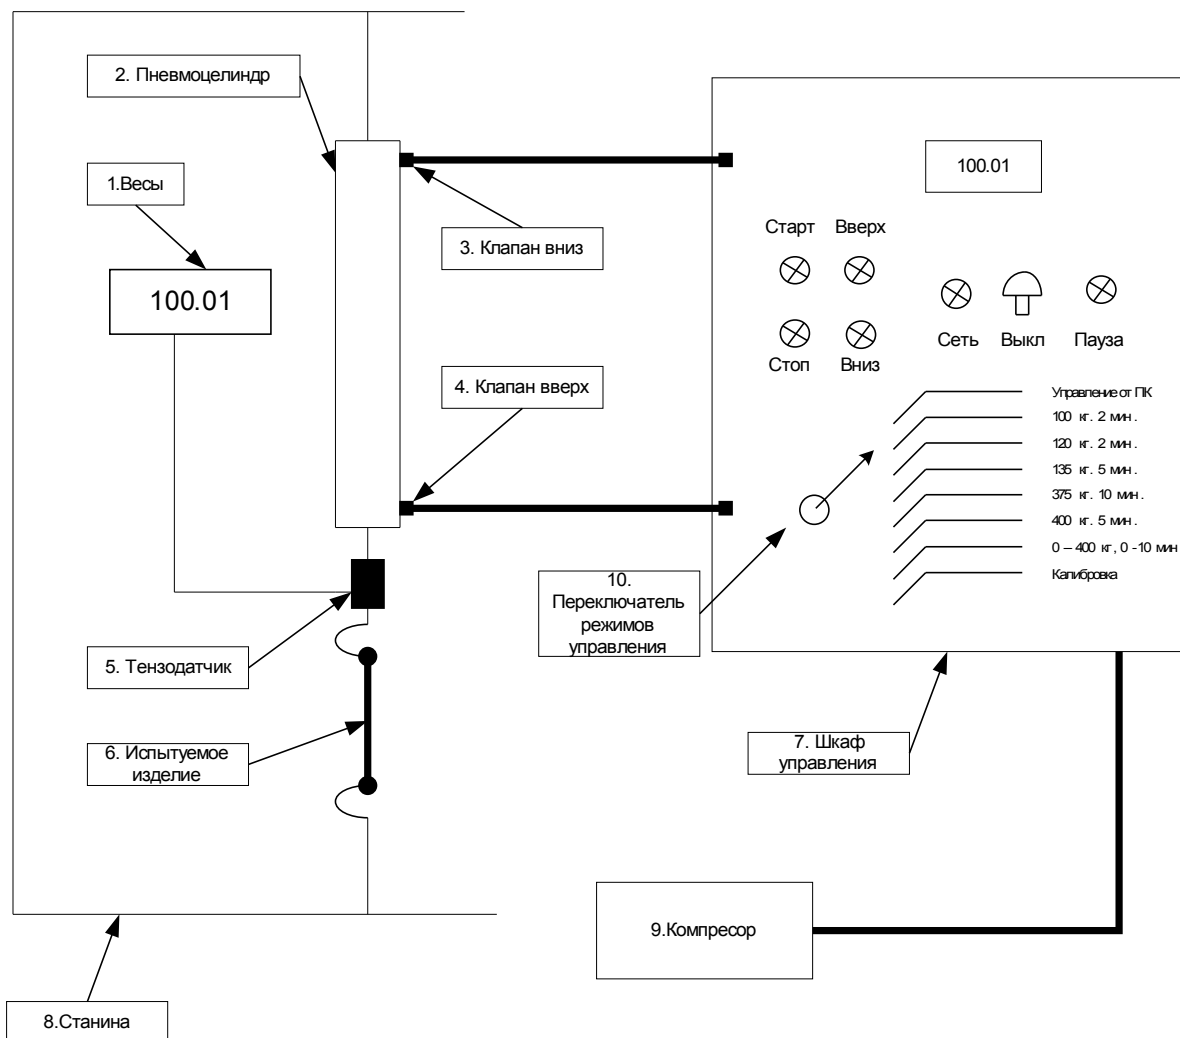 2. Пневмоцелиндр
1.Весы
100.01
3. Клапан вниз
4. Клапан вверх
5. Тензодатчик
6. Испытуемое
изделие
8.Станина
100.01
Старт Вверх
Стоп Вниз
Сеть Выкл Пауза
Управление от ПК
100 кг. 2 мин.
120 кг. 2 мин.
135 кг. 5 мин.
375 кг. 10 мин.
400 кг. 5 мин.
0 – 400 кг, 0 -10 мин
Калибровка
10.
Переключатель
режимов
управления
7. Шкаф
управления
9.Компресор